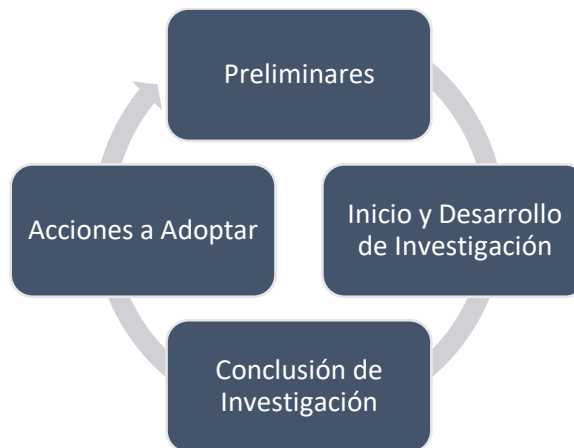 Preliminares
Inicio y Desarrollo
de Investigación
Conclusión de
Investigación
Acciones a Adoptar